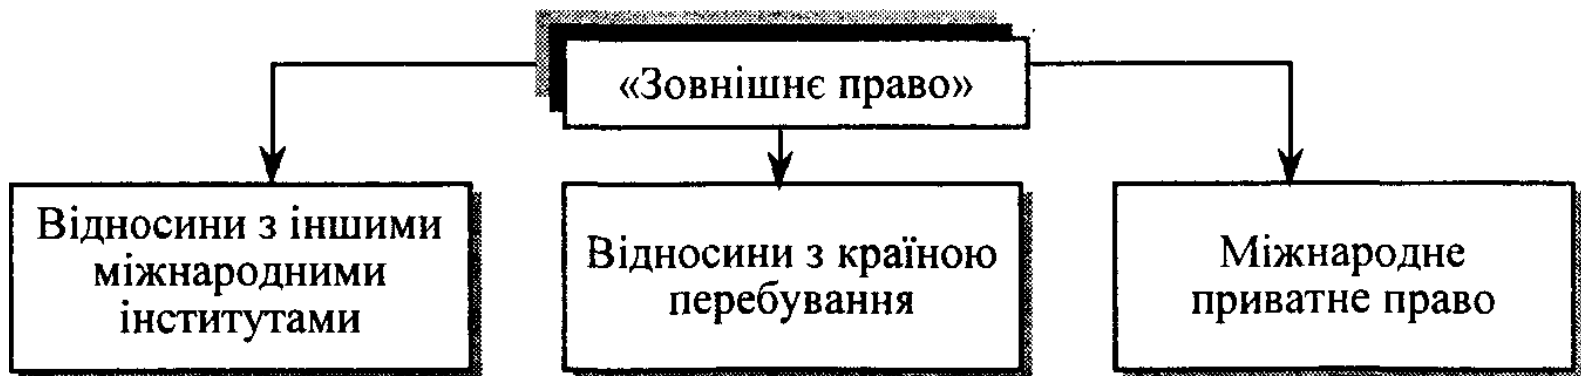 «Зовнішнє право»
Відносини з іншими
міжнародними
інститутами
Відносини з країною
перебування
Міжнародне
приватне право